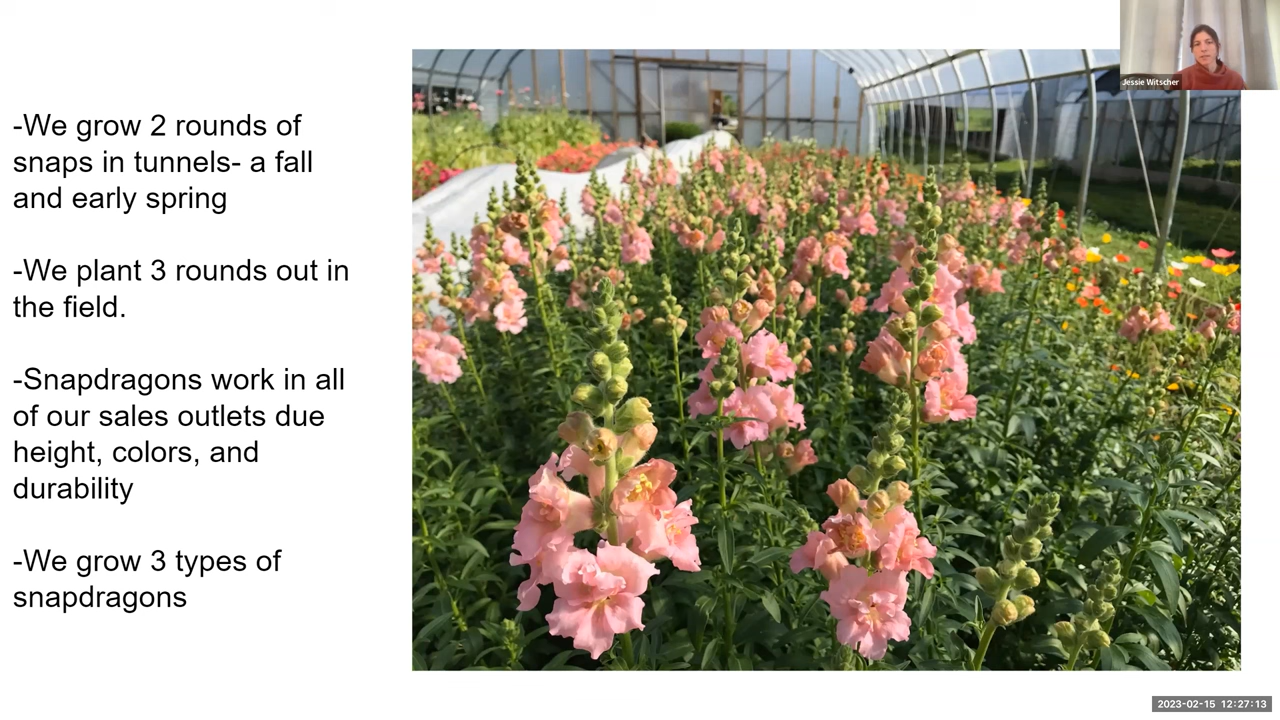 -We grow 2 rounds of
snaps in tunnels- a fall
and early spring
-We plant 3 rounds out in
the field.
-Snapdragons work in all
of our sales outlets due
height, colors, and
durability
-We grow 3 types of
snapdragons
Jessie Witscher
2023-02-15 12:27:13